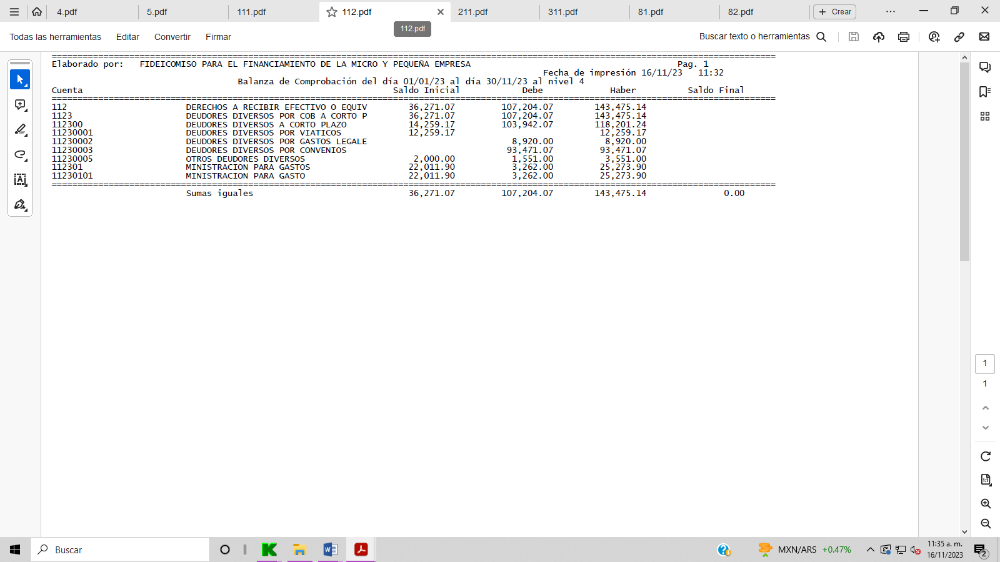 4.pdf 5.pdf 111.pdf 112.pdf 211.pdf 311.pdf 81.pdf 82.pdf + Crear
112.pdf
Todas las herramientas Editar Convertir Firmar Buscar texto o herramientas
Elaborado por: FIDEICOMISO PARA EL FINANCIAMIENTO DE LA MICRO Y PEQUEÑA EMPRESA Pag. 1
Fecha de impresión 16/11/23 11:32
Balanza de Comprobación del día 01/01/23 al día 30/11/23 al nivel 4
Cuenta Saldo Inicial Debe Haber Saldo Final
112 DERECHOS A RECIBIR EFECTIVO O EQUIV 36,271.07 107,204.07 143,475.14
1123 DEUDORES DIVERSOS POR COB A CORTO P 36,271.07 107,204.07 143,475.14
112300 DEUDORES DIVERSOS A CORTO PLAZO 14,259.17 103,942.07 118,201.24
11230001 DEUDORES DIVERSOS POR VIATICOS 12,259.17 12,259.17
11230002 DEUDORES DIVERSOS POR GASTOS LEGALE 8,920.00 8,920.00
11230003 DEUDORES DIVERSOS POR CONVENIOS 93,471.07 93,471.07
11230005 OTROS DEUDORES DIVERSOS 2,000.00 1,551.00 3,551.00
112301 MINISTRACION PARA GASTOS 22,011.90 3,262.00 25,273.90
11230101 MINISTRACION PARA GASTO 22,011.90 3,262.00 25,273.90
Sumas iguales 36,271.07 107,204.07 143,475.14 0.00
1
1
Buscar MXN/ARS +0.47% 11:35 a. m.
16/11/2023 2